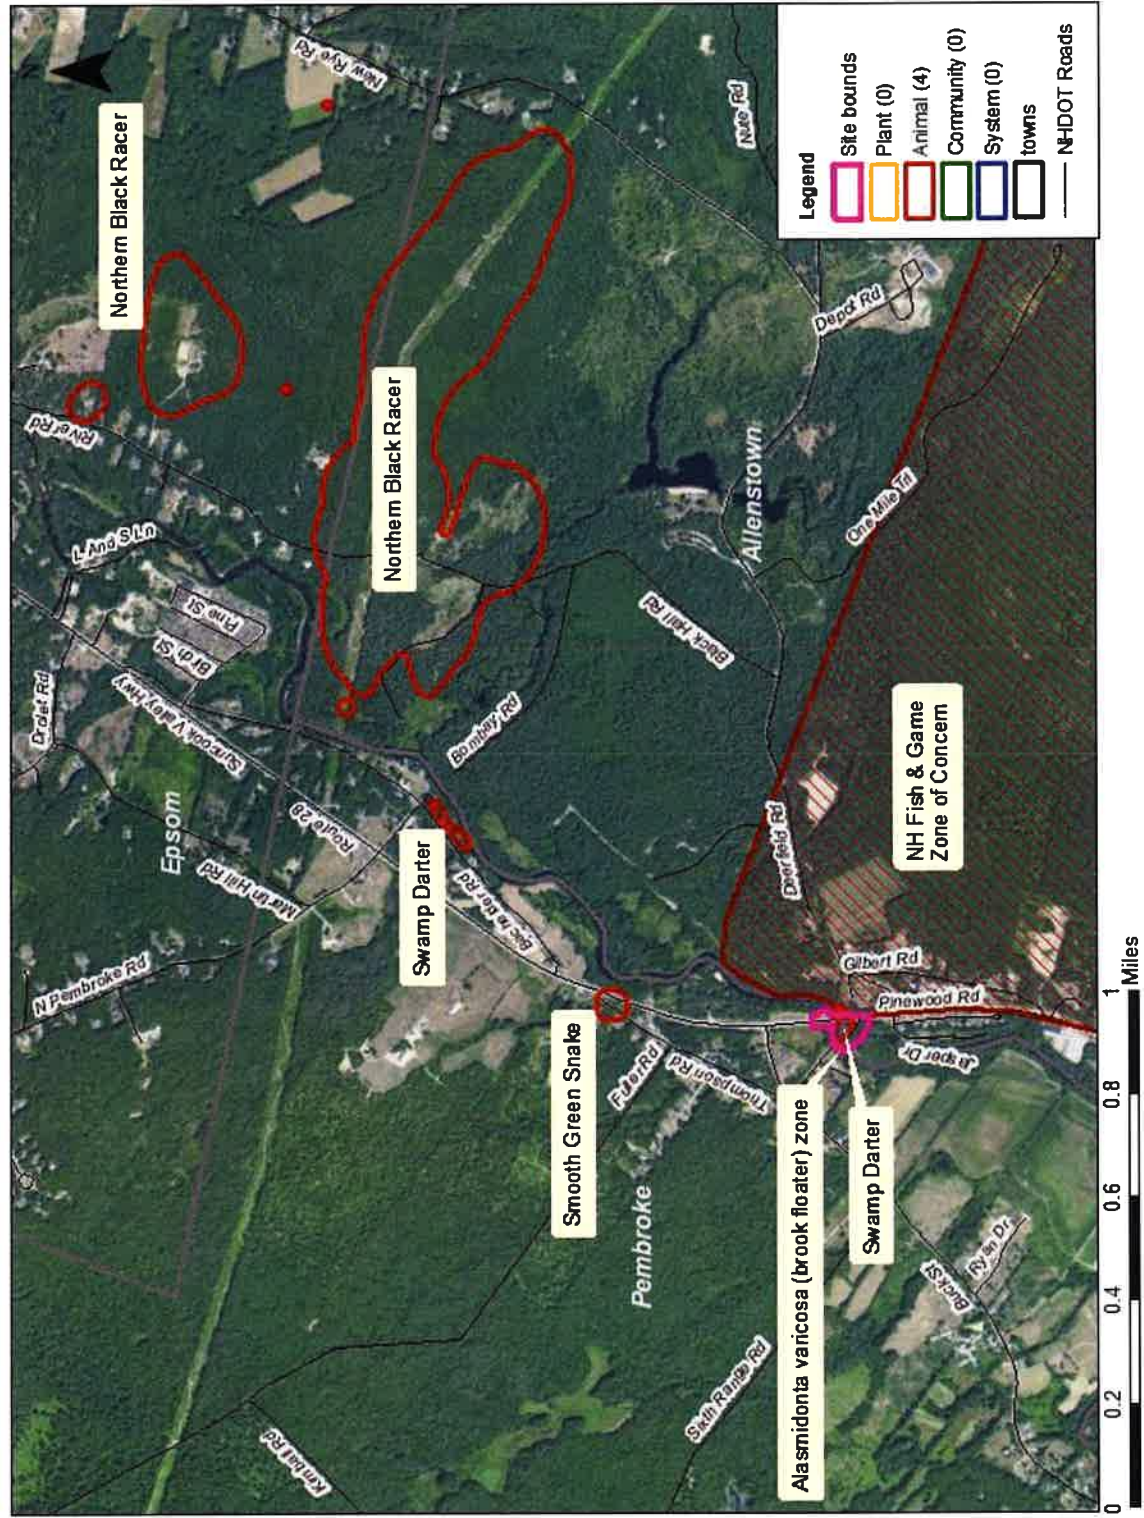 New Rye Rd
Northern Black Racer
River Rd
L And S Ln
Nute Rd
Northern Black Racer
Pine St
Birch St
Drolet Rd
Suncook Valley Hwy
Epsom
Route 28
Martin Hill Rd
N Pembroke Rd
Swamp Darter
Bachelder Rd
Bombay Rd
Allenstown
Depot Rd
Black Hall Rd
One Mile Trl
Deerfield Rd
NH Fish & Game
Zone of Concern
Gilbert Rd
Pinewood Rd
Jasper Dr
Smooth Green Snake
Fuller Rd
Thompson Rd
Pembroke
Alasmidonta varicosa (brook floater) zone
Swamp Darter
Buck St
Ryan Dr
Sixth Range Rd
Kimball Rd
Legend
Site bounds
Plant (0)
Animal (4)
Community (0)
System (0)
towns
NHDOT Roads
0 0.2 0.4 0.6 0.8 1
Miles